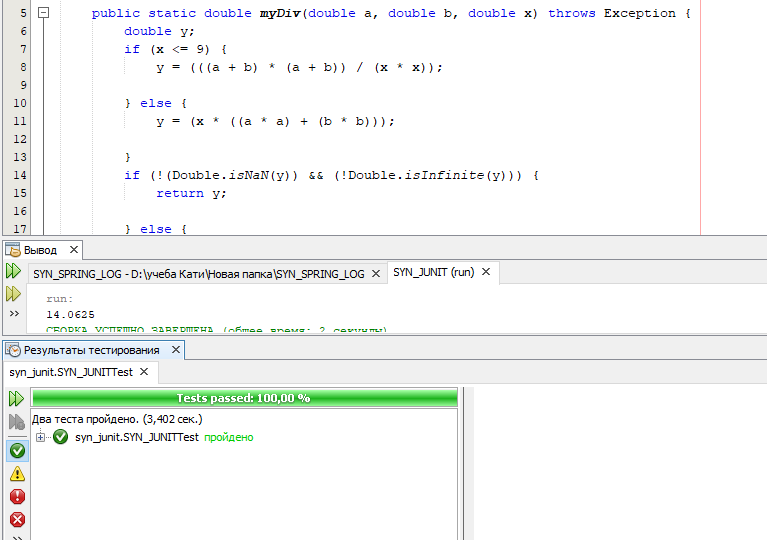 5 public static double myDiv(double a, double b, double x) throws Exception {
6 double y;
7 if (x <= 9) {
8 y = (((a + b) * (a + b)) / (x * x));
9
10 } else {
11 y = (x * ((a * a) + (b * b)));
12
13 }
14 if (!(Double.isNaN(y)) && (!Double.isInfinite(y))) {
15 return y;
16
17 } else {
Вывод
SYN_SPRING_LOG - D:\учеба Кати\Новая папка\SYN_SPRING_LOG SYN_JUNIT (run)
run:
14.0625
СБОРКА УСПЕШНО ЗАВЕРШЕНА (общее время: 2 секунды)
Результаты тестирования
syn_junit.SYN_JUNITTest
Tests passed: 100,00 %
Два теста пройдено. (3,402 сек.)
syn_junit.SYN_JUNITTest пройдено